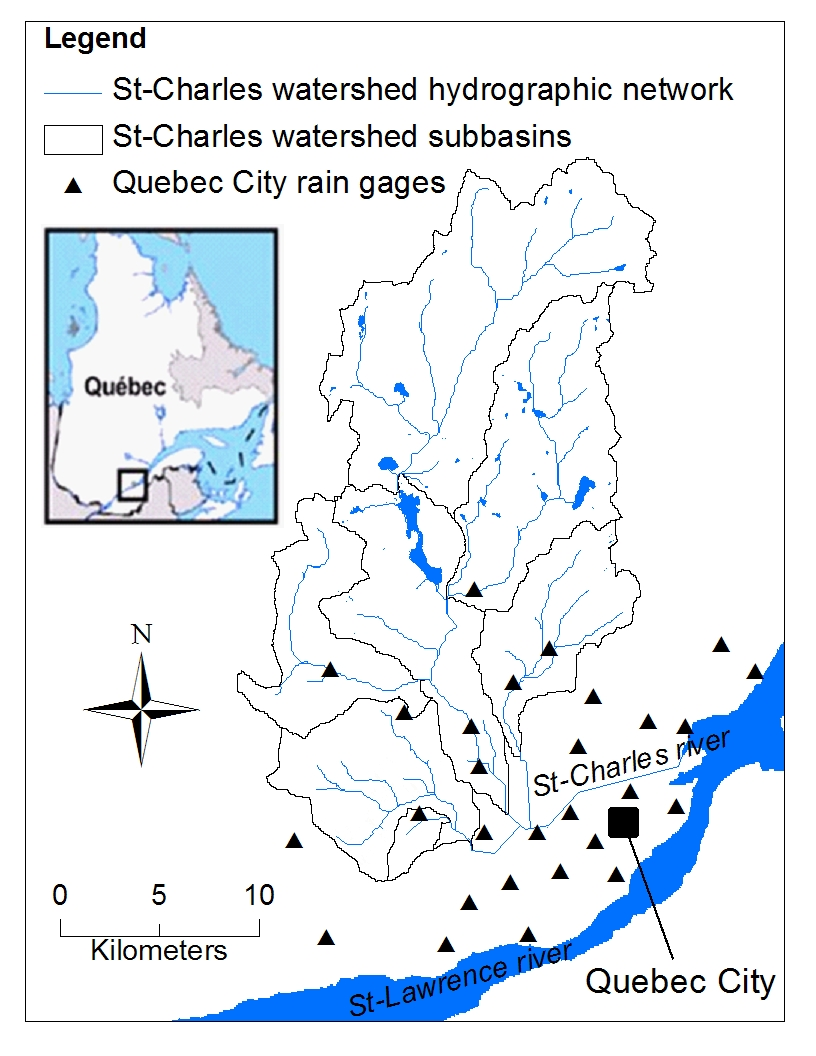 Legend
St-Charles watershed hydrographic network
St-Charles watershed subbasins
Quebec City rain gages
Québec
N
St-Charles river
0 5 10
Kilometers
St-Lawrence river
Quebec City